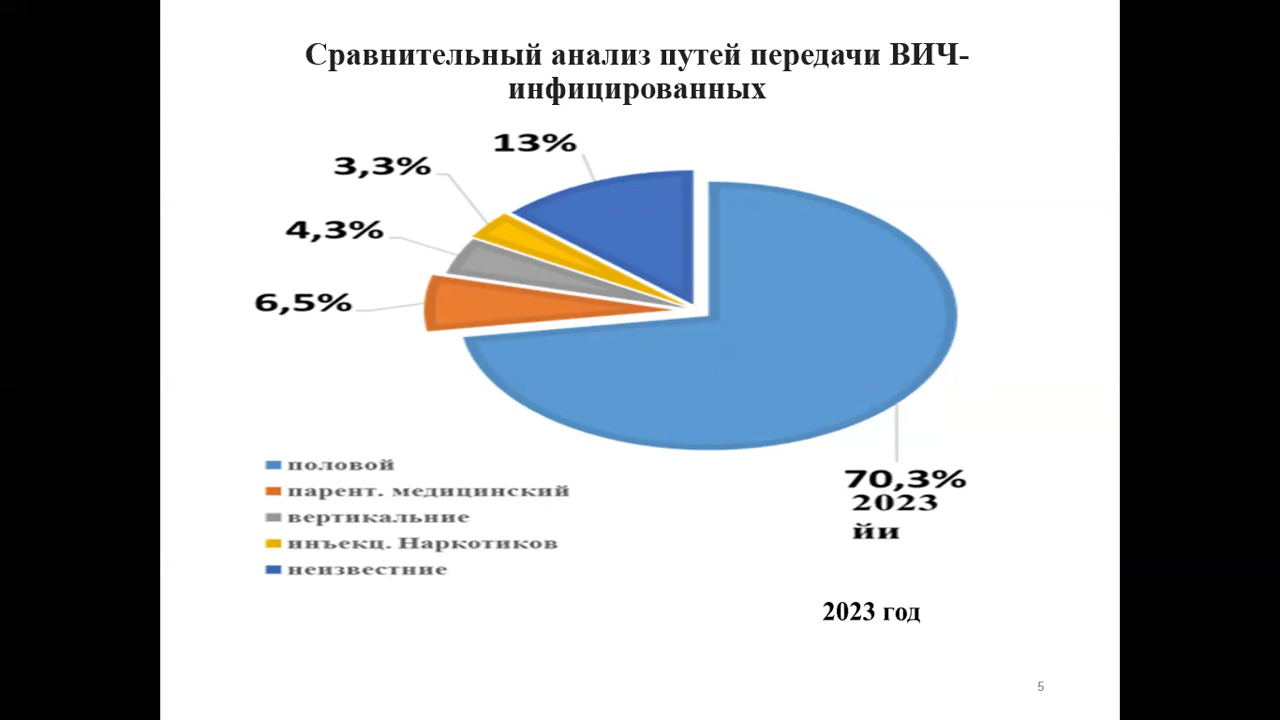 Сравнительный анализ путей передачи ВИЧ-
инфицированных
13%
3,3%
4,3%
6,5%
70,3%
2023
йи
половой
парент. медицинский
вертикальние
инъекц. Наркотиков
неизвестние
2023 год
5